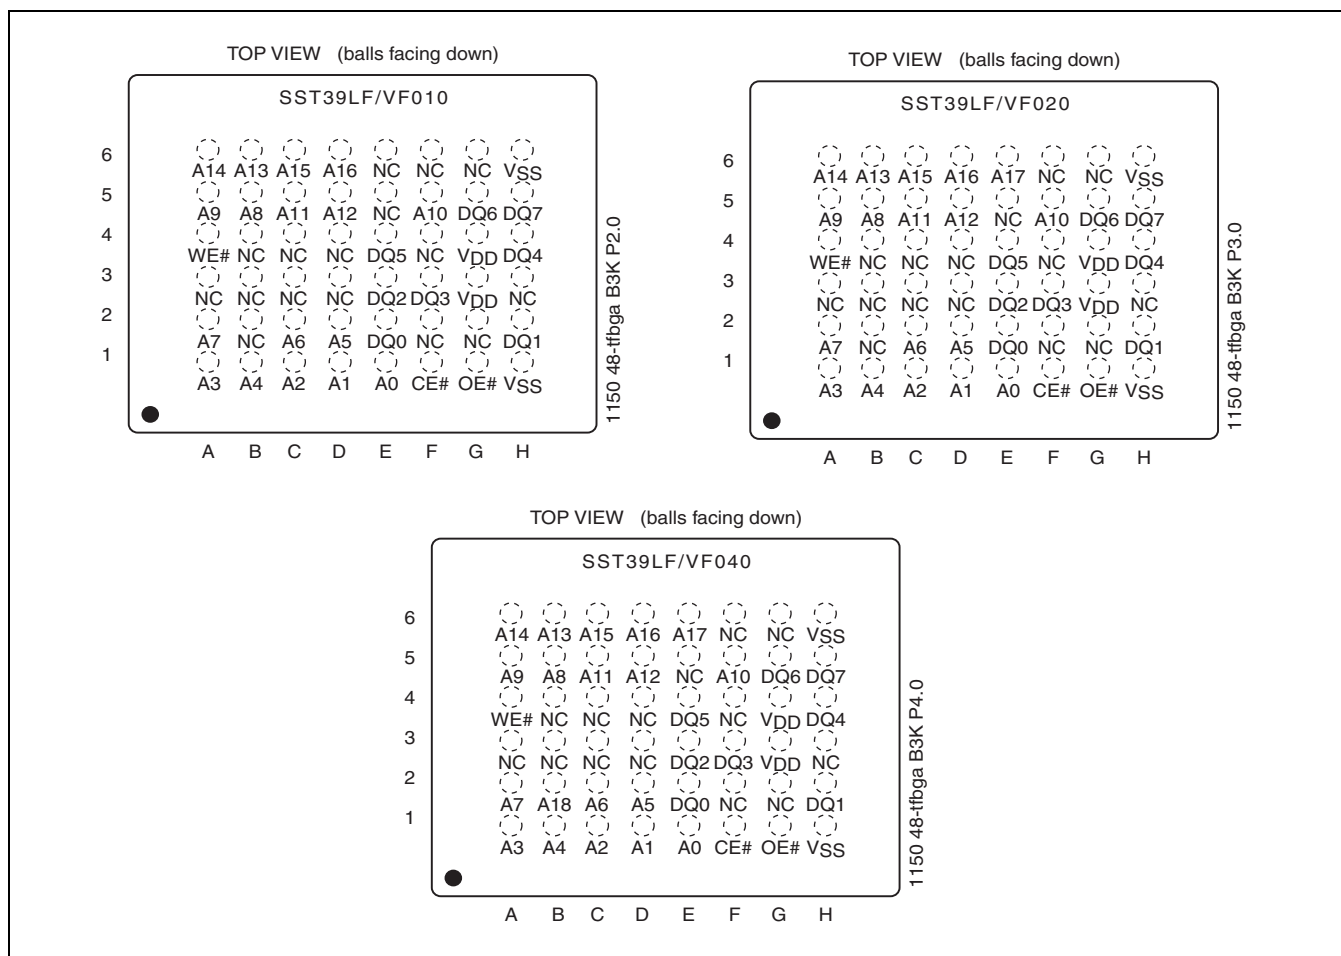 TOP VIEW (balls facing down)
SST39LF/VF010
6
A14 A13 A15 A16 NC NC NC VSS
5
A9 A8 A11 A12 NC A10 DQ6 DQ7
4
WE# NC NC NC DQ5 NC VDD DQ4
3
NC NC NC NC DQ2 DQ3 VDD NC
2
A7 NC A6 A5 DQ0 NC NC DQ1
1
A3 A4 A2 A1 A0 CE# OE# VSS
A B C D E F G H
1150 48-tfbga B3K P2.0
TOP VIEW (balls facing down)
SST39LF/VF020
6
A14 A13 A15 A16 A17 NC NC VSS
5
A9 A8 A11 A12 NC A10 DQ6 DQ7
4
WE# NC NC NC DQ5 NC VDD DQ4
3
NC NC NC NC DQ2 DQ3 VDD NC
2
A7 NC A6 A5 DQ0 NC NC DQ1
1
A3 A4 A2 A1 A0 CE# OE# VSS
A B C D E F G H
1150 48-tfbga B3K P3.0
TOP VIEW (balls facing down)
SST39LF/VF040
6
A14 A13 A15 A16 A17 NC NC VSS
5
A9 A8 A11 A12 NC A10 DQ6 DQ7
4
WE# NC NC NC DQ5 NC VDD DQ4
3
NC NC NC NC DQ2 DQ3 VDD NC
2
A7 A18 A6 A5 DQ0 NC NC DQ1
1
A3 A4 A2 A1 A0 CE# OE# VSS
A B C D E F G H
1150 48-tfbga B3K P4.0